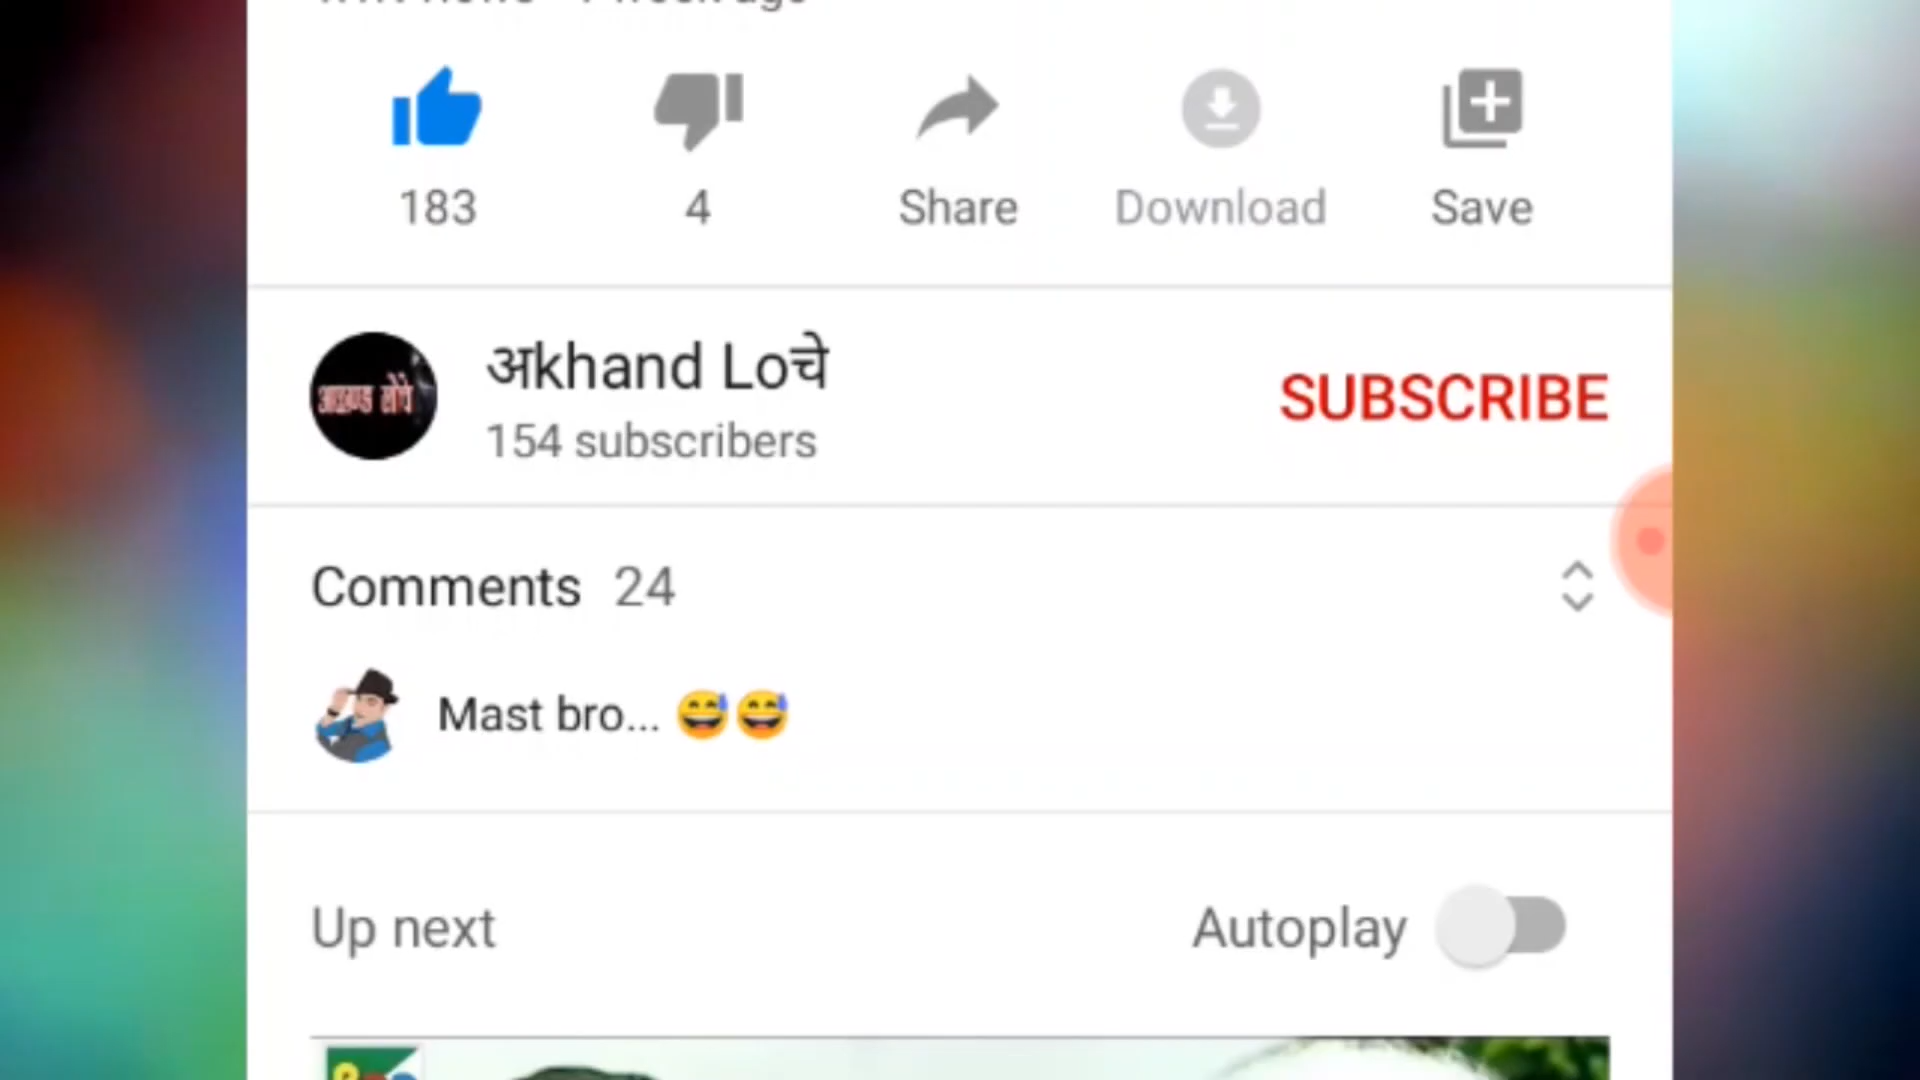 183
4
Share
Download
Save
अkhand Loचे
154 subscribers
SUBSCRIBE
Comments 24
Mast bro... 😅😅
Up next
Autoplay